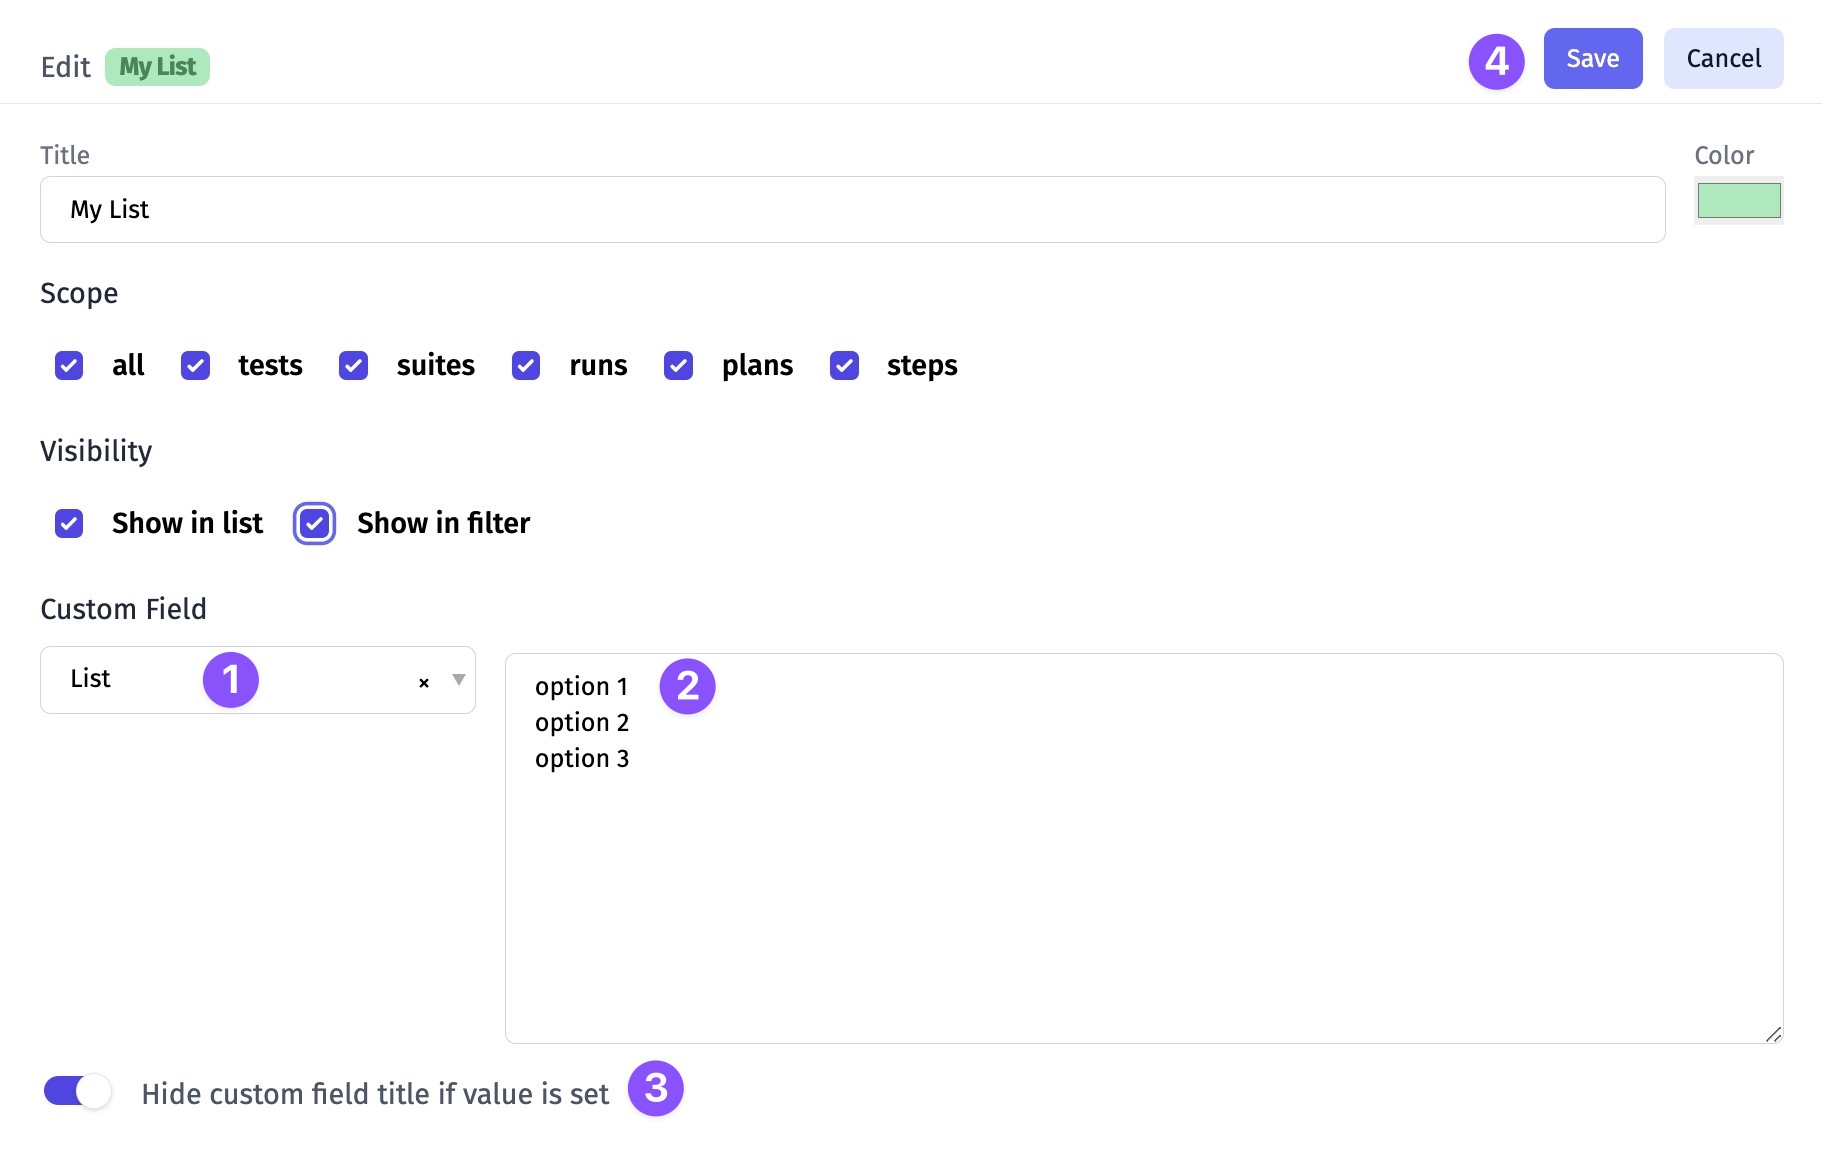 Edit My List 4 Save Cancel
Title Color
My List
Scope
all tests suites runs plans steps
Visibility
Show in list Show in filter
Custom Field
List 1 × ▼
option 1 2
option 2
option 3
Hide custom field title if value is set 3